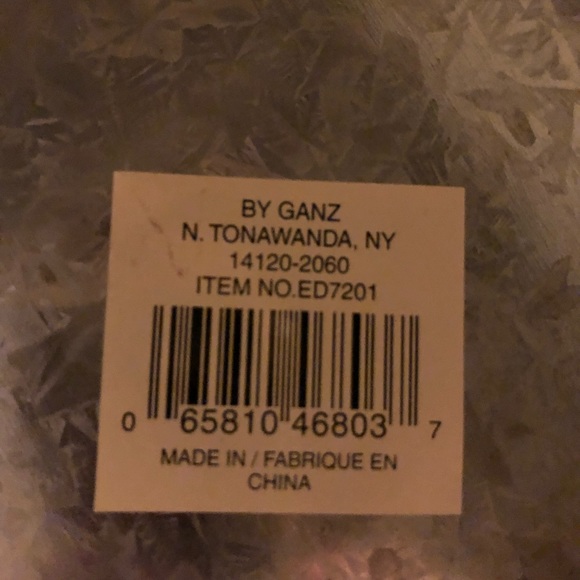 BY GANZ
N. TONAWANDA, NY
14120-2060
ITEM NO.ED7201
0 65810 46803 7
MADE IN / FABRIQUE EN
CHINA